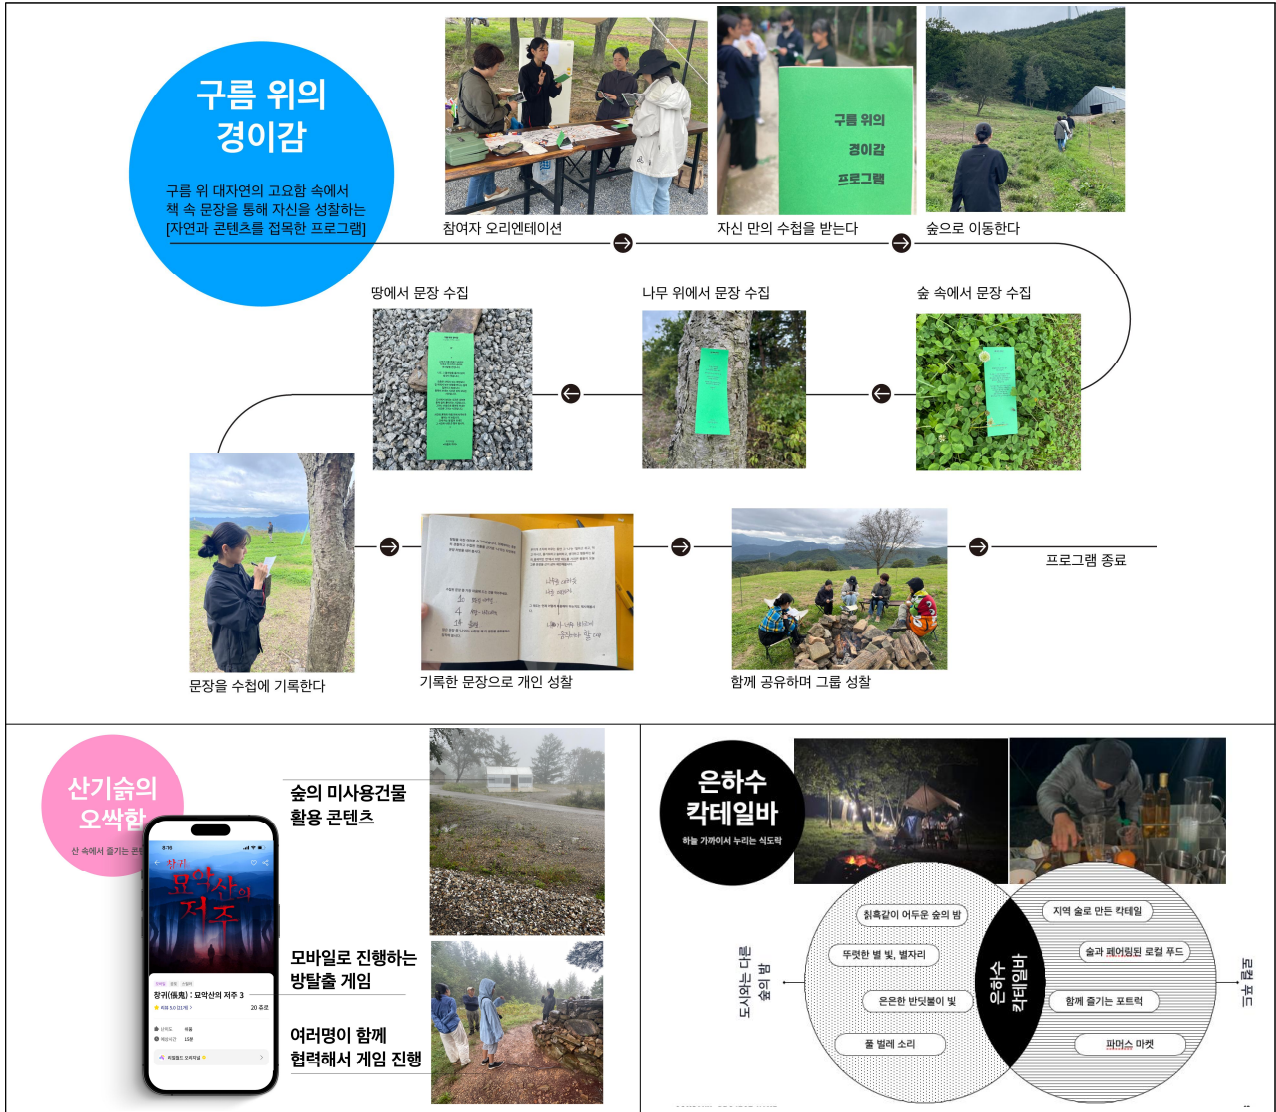 구름 위의
경이감
구름 위 대자연의 고요함 속에서
책 속 문장을 통해 자신을 성찰하는
[자연과 콘텐츠를 접목한 프로그램]
구름 위의
경이감
프로그램
참여자 오리엔테이션
자신 만의 수첩을 받는다
숲으로 이동한다
땅에서 문장 수집
나무 위에서 문장 수집
숲 속에서 문장 수집
프로그램 종료
문장을 수첩에 기록한다
기록한 문장으로 개인 성찰
함께 공유하며 그룹 성찰
산기슭의
오싹함
산 속에서 즐기는
8:15
창귀
묘악산의
저주
창귀(倀鬼) : 묘악산의 저주 3
20 주로
15분
숲의 미사용건물
활용 콘텐츠
모바일로 진행하는
방탈출 게임
여러명이 함께
협력해서 게임 진행
은하수
칵테일바
하늘 가까이서 누리는 식도락
도시와는 다른
숲의 밤
칠흑같이 어두운 숲의 밤
뚜렷한 별 빛, 별자리
은은한 반딧불이 빛
풀 벌레 소리
은하수
칵테일바
지역 술로 만든 칵테일
술과 페어링된 로컬 푸드
함께 즐기는 포트럭
파머스 마켓
로컬 푸드